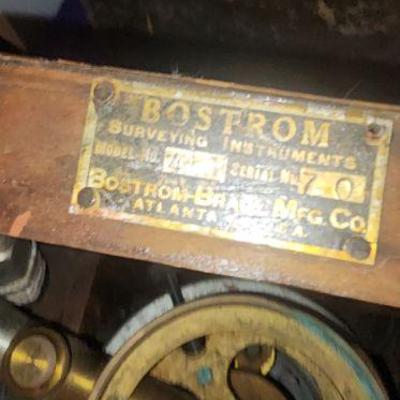 BOSTROM
SURVEYING INSTRUMENTS
MODEL NO. SERIAL No. 70
BOSTROM-BRADY MFG. CO.
ATLANTA